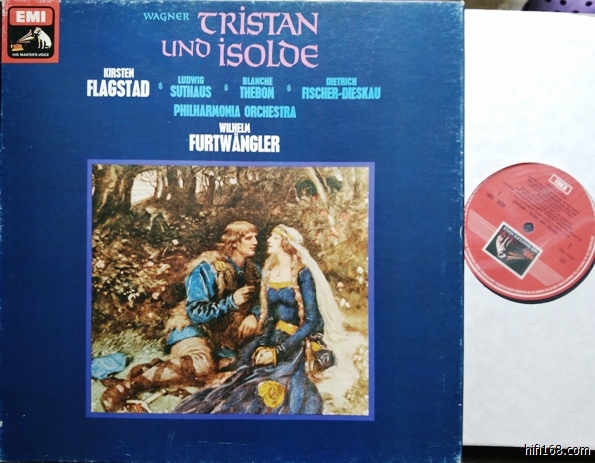 EMI
HIS MASTER'S VOICE
WAGNER
TRISTAN
UND ISOLDE
KIRSTEN
FLAGSTAD
LUDWIG
SUTHAUS
BLANCHE
THEBOM
DIETRICH
FISCHER-DIESKAU
PHILHARMONIA ORCHESTRA
WILHELM
FURTWÄNGLER
EMI
hifi168.com